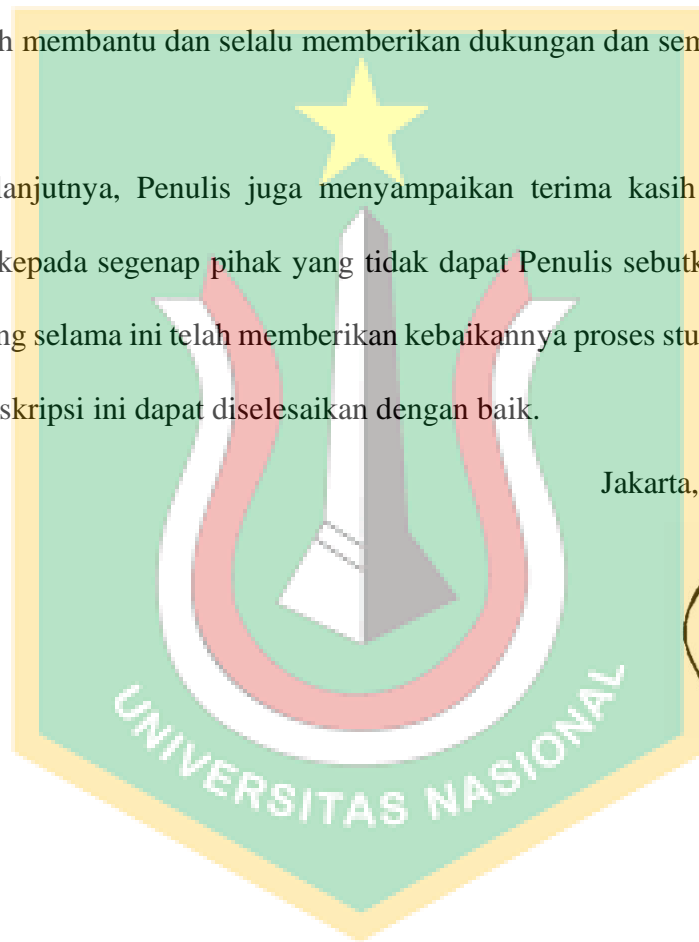 h membantu dan selalu memberikan dukungan dan sem
lanjutnya, Penulis juga menyampaikan terima kasih
kepada segenap pihak yang tidak dapat Penulis sebutk
ng selama ini telah memberikan kebaikannya proses stu
skripsi ini dapat diselesaikan dengan baik.
Jakarta,
UNIVERSITAS NASIONAL